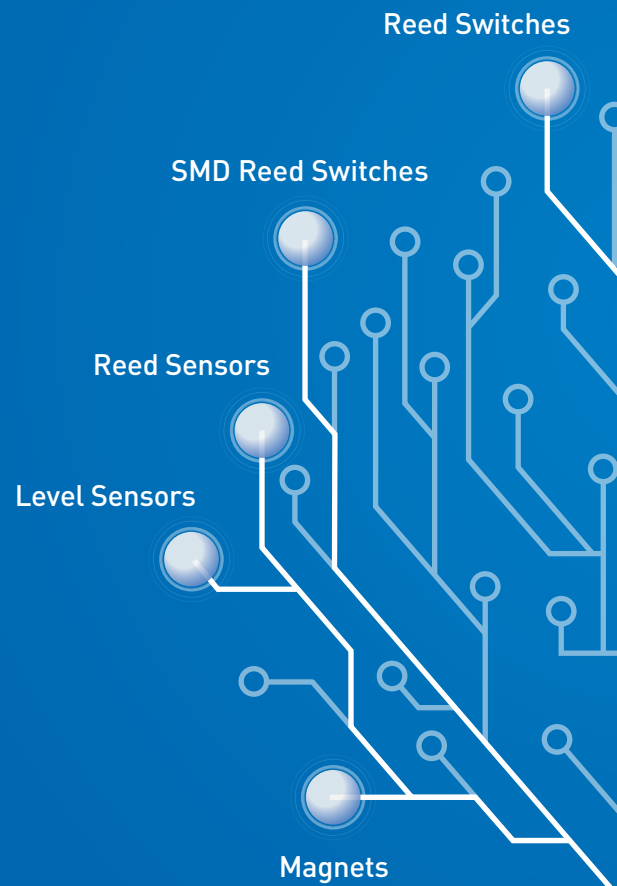 Reed Switches
SMD Reed Switches
Reed Sensors
Level Sensors
Magnets